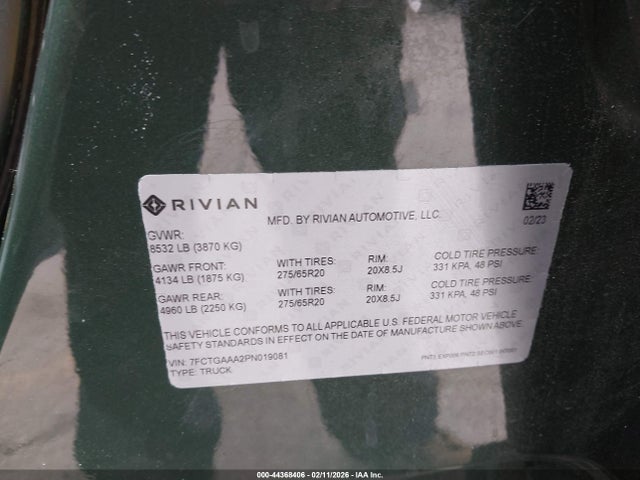 RIVIAN
MFD. BY RIVIAN AUTOMOTIVE, LLC.
02/23
GVWR:
8532 LB (3870 KG)
GAWR FRONT: WITH TIRES: RIM: COLD TIRE PRESSURE:
4134 LB (1875 KG) 275/65R20 20X8.5J 331 KPA, 48 PSI
GAWR REAR: WITH TIRES: RIM: COLD TIRE PRESSURE:
4960 LB (2250 KG) 275/65R20 20X8.5J 331 KPA, 48 PSI
THIS VEHICLE CONFORMS TO ALL APPLICABLE U.S. FEDERAL MOTOR VEHICLE
SAFETY STANDARDS IN EFFECT ON THE DATE OF MANUFACTURE SHOWN ABOVE.
VIN: 7FCTGAAA2PN019081
TYPE: TRUCK
000-44368406 - 02/11/2026 - IAA Inc.